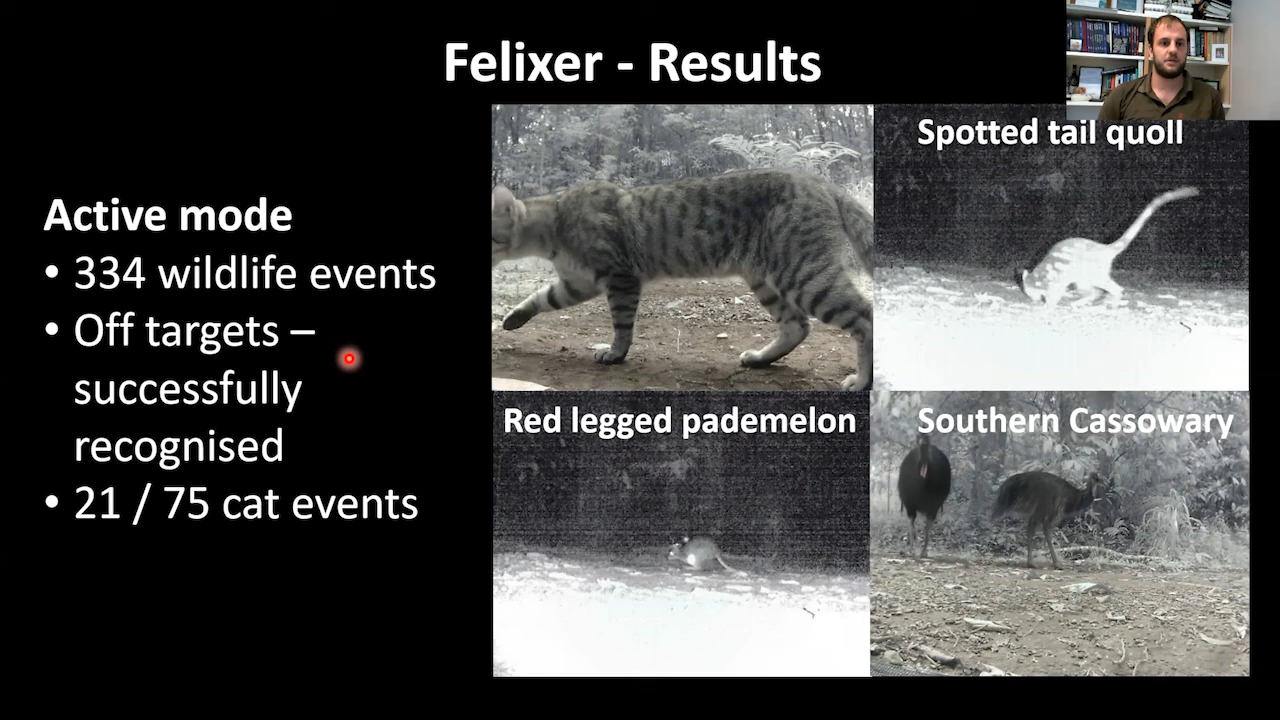 Felixer - Results
Spotted tail quoll
Active mode
• 334 wildlife events
• Off targets –
successfully
recognised
• 21 / 75 cat events
Red legged pademelon
Southern Cassowary